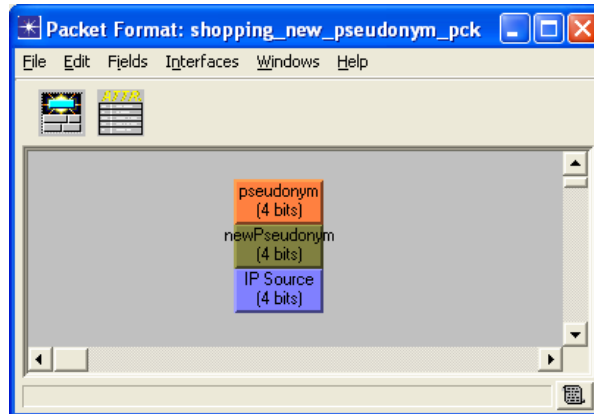 Packet Format: shopping_new_pseudonym_pck
File Edit Fields Interfaces Windows Help
pseudonym
(4 bits)
newPseudonym
(4 bits)
IP Source
(4 bits)